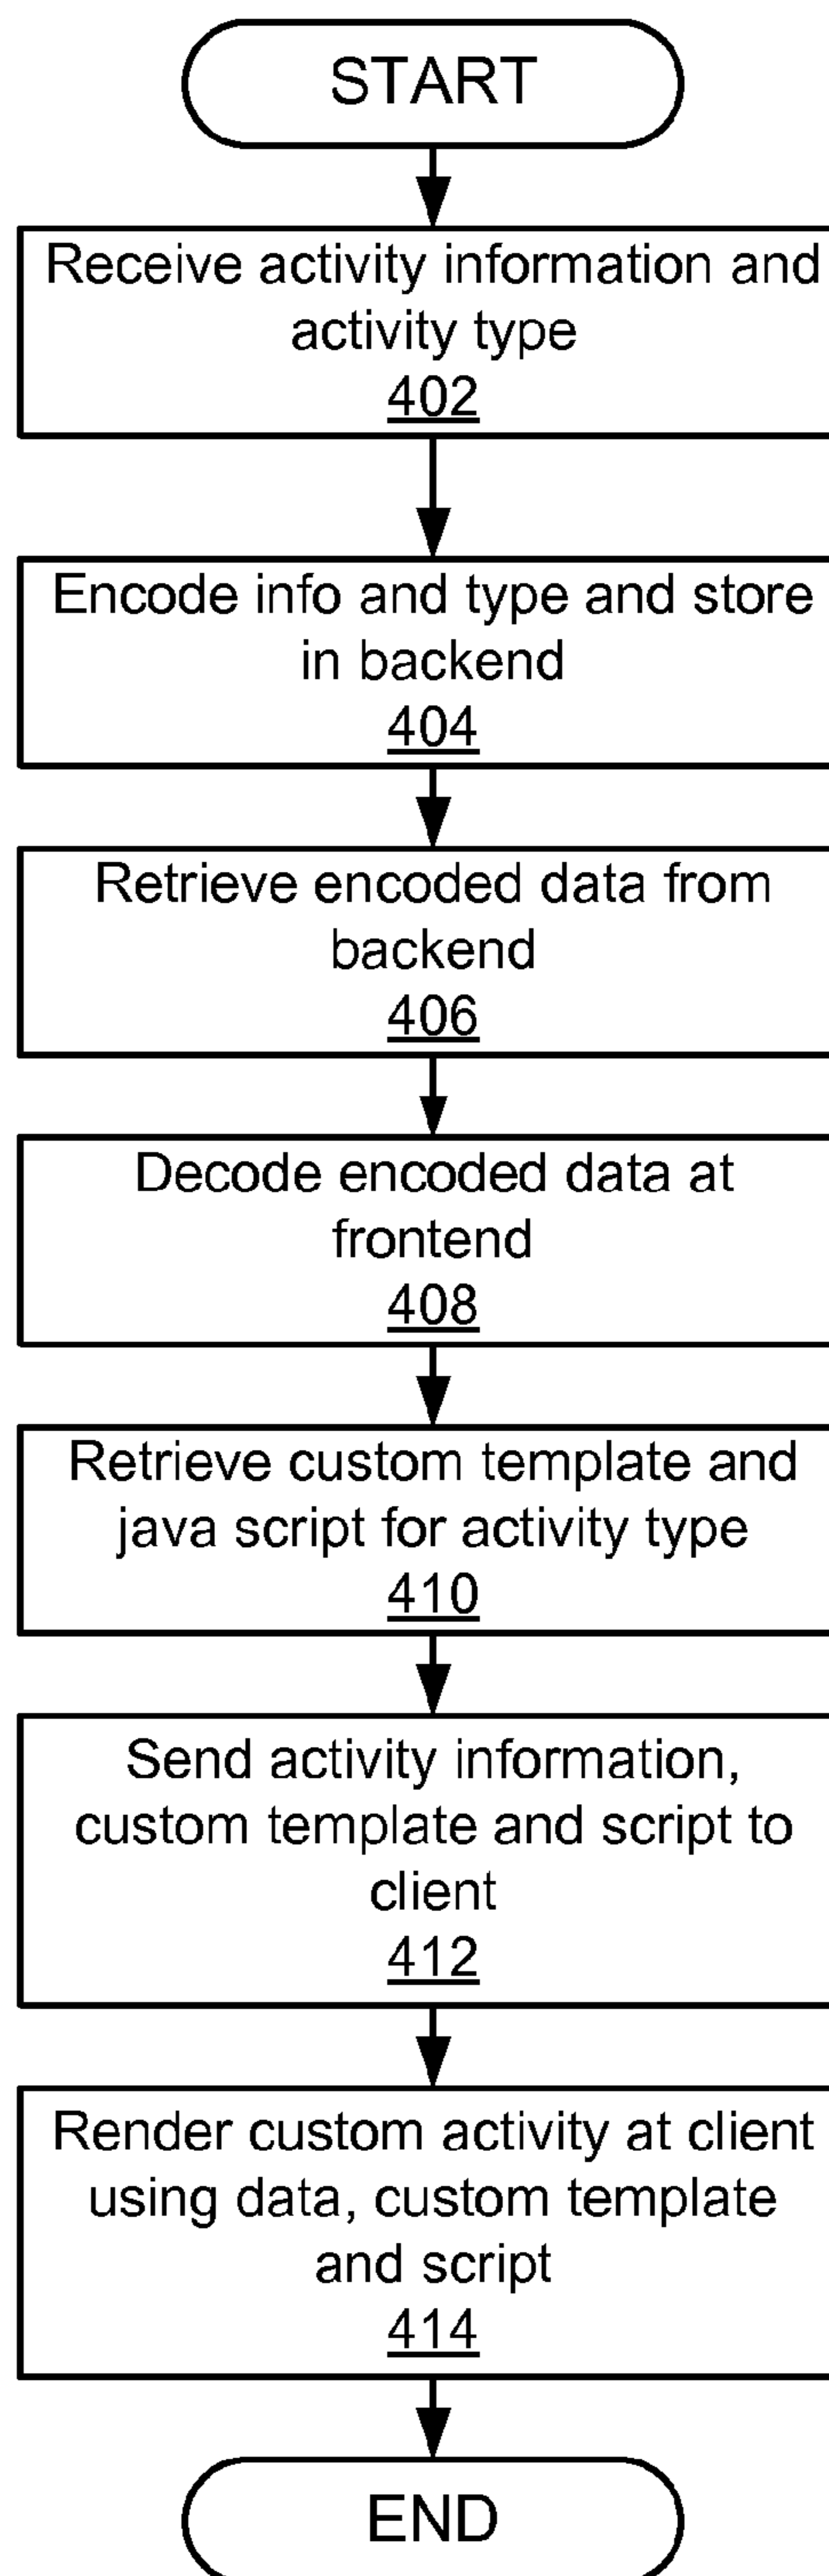 START
Receive activity information and
activity type
402
Encode info and type and store
in backend
404
Retrieve encoded data from
backend
406
Decode encoded data at
frontend
408
Retrieve custom template and
java script for activity type
410
Send activity information,
custom template and script to
client
412
Render custom activity at client
using data, custom template
and script
414
END